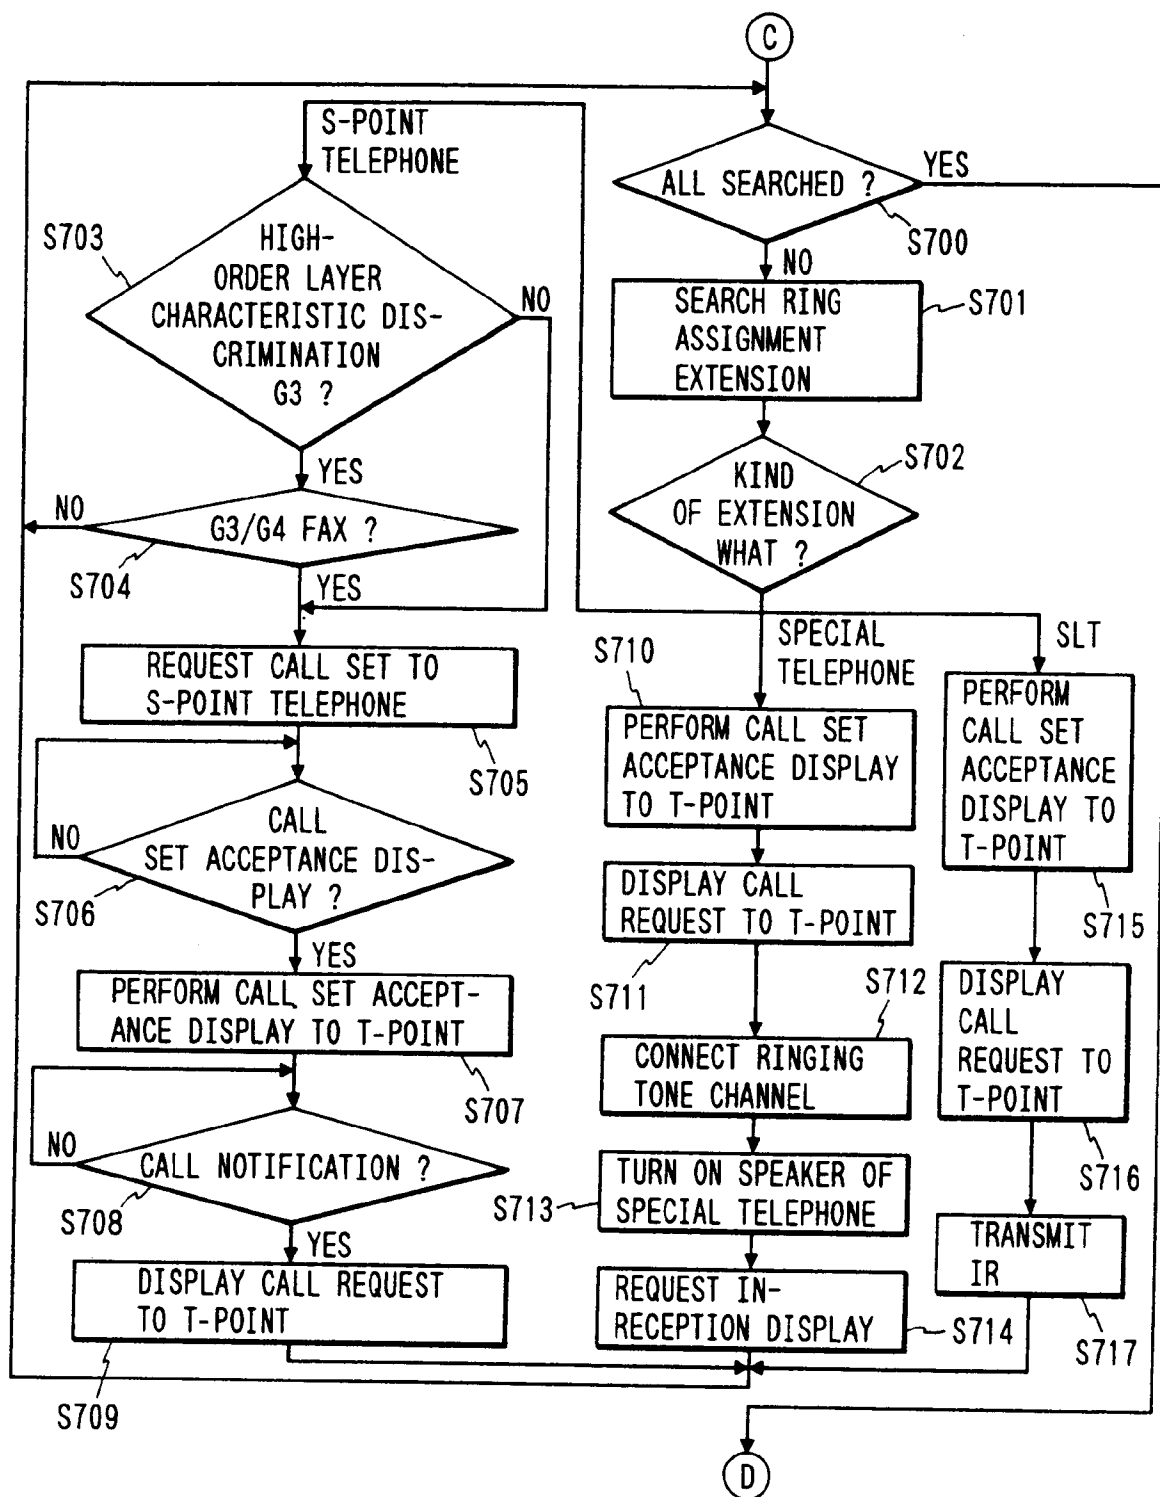 C
S-POINT
TELEPHONE
ALL SEARCHED ?
YES
S700
NO
S703
HIGH-
ORDER LAYER
CHARACTERISTIC DIS-
CRIMINATION
G3 ?
NO
YES
SEARCH RING
ASSIGNMENT
EXTENSION
S701
KIND
OF EXTENSION
WHAT ?
S702
NO
G3/G4 FAX ?
S704
YES
REQUEST CALL SET TO
S-POINT TELEPHONE
S705
NO
CALL
SET ACCEPTANCE DIS-
PLAY ?
S706
YES
PERFORM CALL SET ACCEPT-
ANCE DISPLAY TO T-POINT
S707
NO
CALL NOTIFICATION ?
S708
YES
DISPLAY CALL REQUEST
TO T-POINT
S709
SPECIAL
TELEPHONE
S710
PERFORM CALL SET
ACCEPTANCE DISPLAY
TO T-POINT
DISPLAY CALL
REQUEST TO T-POINT
S711
S712
CONNECT RINGING
TONE CHANNEL
TURN ON SPEAKER OF
SPECIAL TELEPHONE
S713
REQUEST IN-
RECEPTION DISPLAY
S714
SLT
PERFORM
CALL SET
ACCEPTANCE
DISPLAY TO
T-POINT
S715
DISPLAY
CALL
REQUEST TO
T-POINT
S716
TRANSMIT
IR
S717
D